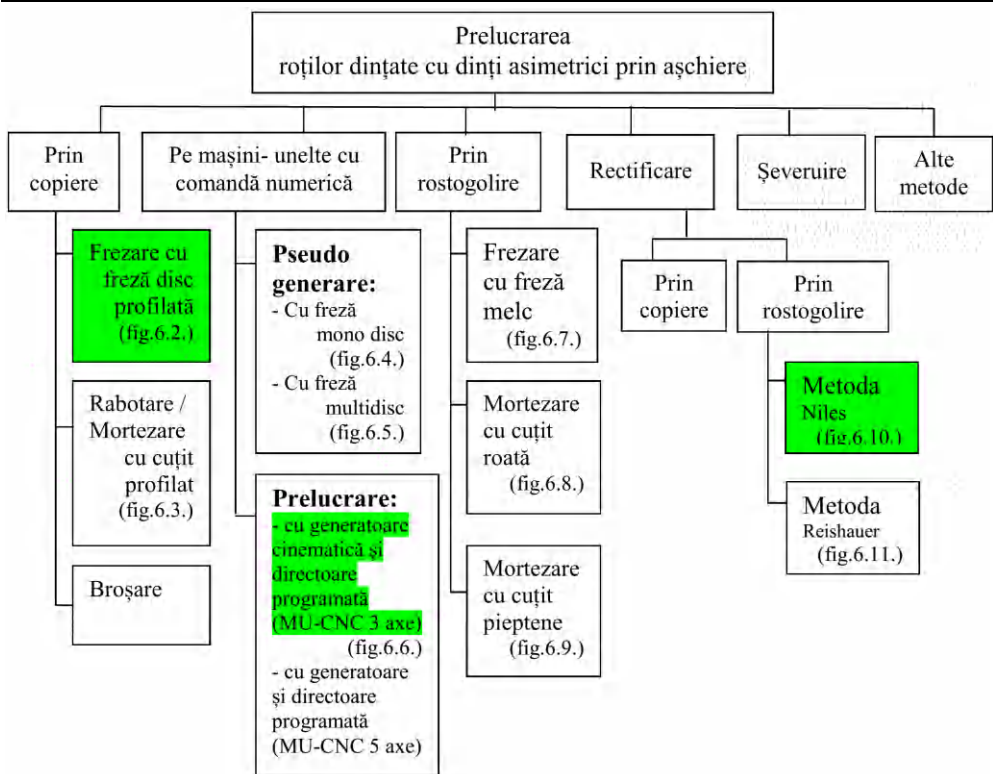 Prelucrarea
roților dințate cu dinți asimetrici prin așchiere
Prin
copiere
Pe mașini- unelte cu
comandă numerică
Prin
rostogolire
Rectificare
Șeveruire
Alte
metode
Frezare cu
freză disc
profilată
(fig.6.2.)
Rabotare /
Mortezare
cu cuțit
profilat
(fig.6.3.)
Broșare
Pseudo
generare:
- Cu freză
mono disc
(fig.6.4.)
- Cu freză
multidisc
(fig.6.5.)
Prelucrare:
- cu generatoare
cinematică și
directoare
programată
(MU-CNC 3 axe)
(fig.6.6.)
- cu generatoare
și directoare
programată
(MU-CNC 5 axe)
Frezare
cu freză
melc
(fig.6.7.)
Mortezare
cu cuțit
roată
(fig.6.8.)
Mortezare
cu cuțit
pieptene
(fig.6.9.)
Prin
copiere
Prin
rostogolire
Metoda
Niles
(fig.6.10.)
Metoda
Reishauer
(fig.6.11.)